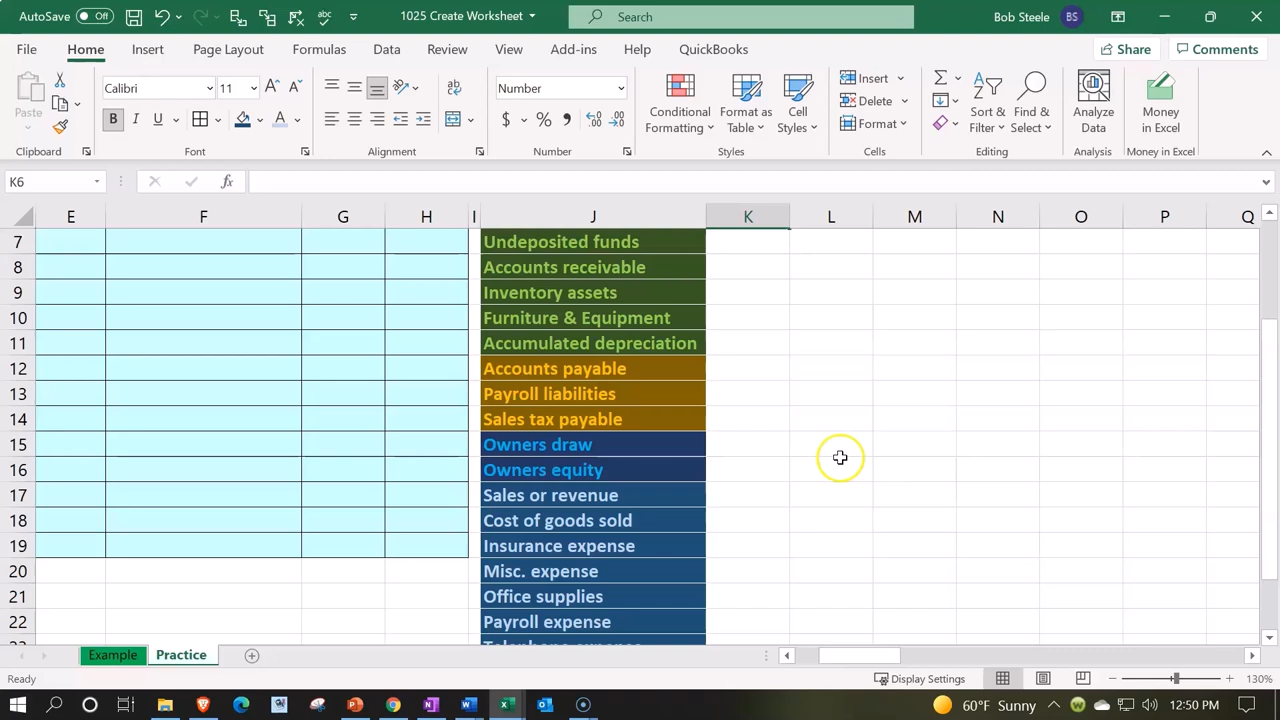 AutoSave Off 1025 Create Worksheet Search Bob Steele BS
File Home Insert Page Layout Formulas Data Review View Add-ins Help QuickBooks Share Comments
Paste Calibri 11 Number Conditional Formatting Format as Table Cell Styles Insert Delete Format Sort & Filter Find & Select Analyze Data Money in Excel
Clipboard Font Alignment Number Styles Cells Editing Analysis Money in Excel
K6
E F G H I J K L M N O P Q
7 Undeposited funds
8 Accounts receivable
9 Inventory assets
10 Furniture & Equipment
11 Accumulated depreciation
12 Accounts payable
13 Payroll liabilities
14 Sales tax payable
15 Owners draw
16 Owners equity
17 Sales or revenue
18 Cost of goods sold
19 Insurance expense
20 Misc. expense
21 Office supplies
22 Payroll expense
Example Practice
Ready Display Settings 130%
60°F Sunny 12:50 PM